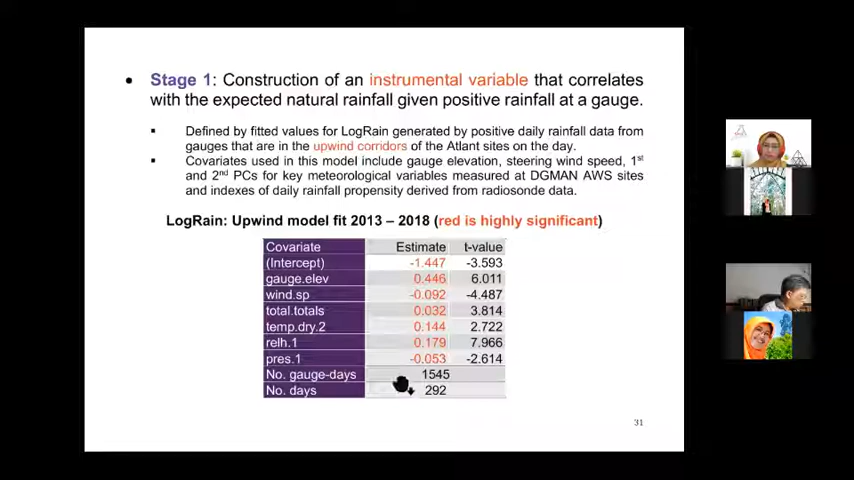 Stage 1: Construction of an instrumental variable that correlates
with the expected natural rainfall given positive rainfall at a gauge.
Defined by fitted values for LogRain generated by positive daily rainfall data from
gauges that are in the upwind corridors of the Atlant sites on the day.
Covariates used in this model include gauge elevation, steering wind speed, 1st
and 2nd PCs for key meteorological variables measured at DGMAN AWS sites
and indexes of daily rainfall propensity derived from radiosonde data.
LogRain: Upwind model fit 2013 – 2018 (red is highly significant)
Covariate Estimate t-value
(Intercept) -1.447 -3.593
gauge.elev 0.446 6.011
wind.sp -0.092 -4.487
total.totals 0.032 3.814
temp.dry.2 0.144 2.722
relh.1 0.179 7.966
pres.1 -0.053 -2.614
No. gauge-days 1545
No. days 292
31